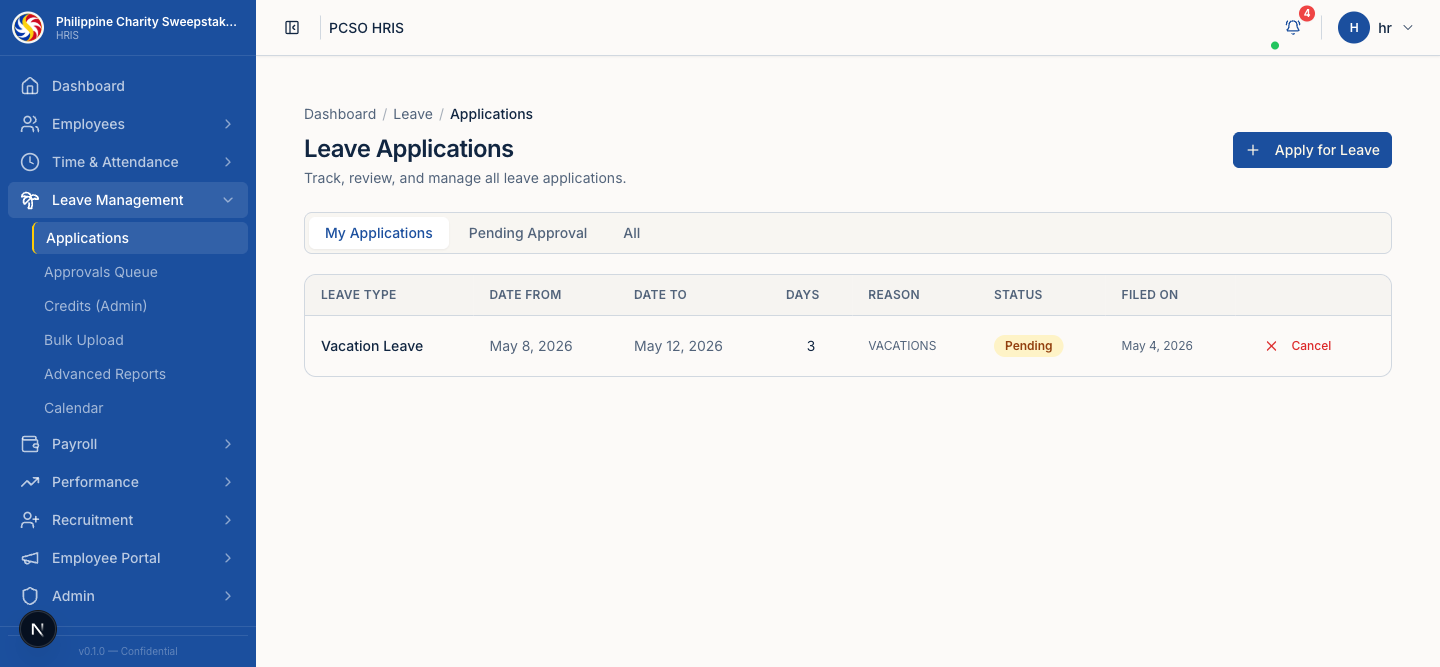 Philippine Charity Sweepstak...
HRIS
Dashboard
Employees
Time & Attendance
Leave Management
Applications
Approvals Queue
Credits (Admin)
Bulk Upload
Advanced Reports
Calendar
Payroll
Performance
Recruitment
Employee Portal
Admin
N
v0.1.0 — Confidential
PCSO HRIS
4
H hr
Dashboard / Leave / Applications
Leave Applications
Apply for Leave
Track, review, and manage all leave applications.
My Applications Pending Approval All
LEAVE TYPE DATE FROM DATE TO DAYS REASON STATUS FILED ON
Vacation Leave May 8, 2026 May 12, 2026 3 VACATIONS Pending May 4, 2026 Cancel